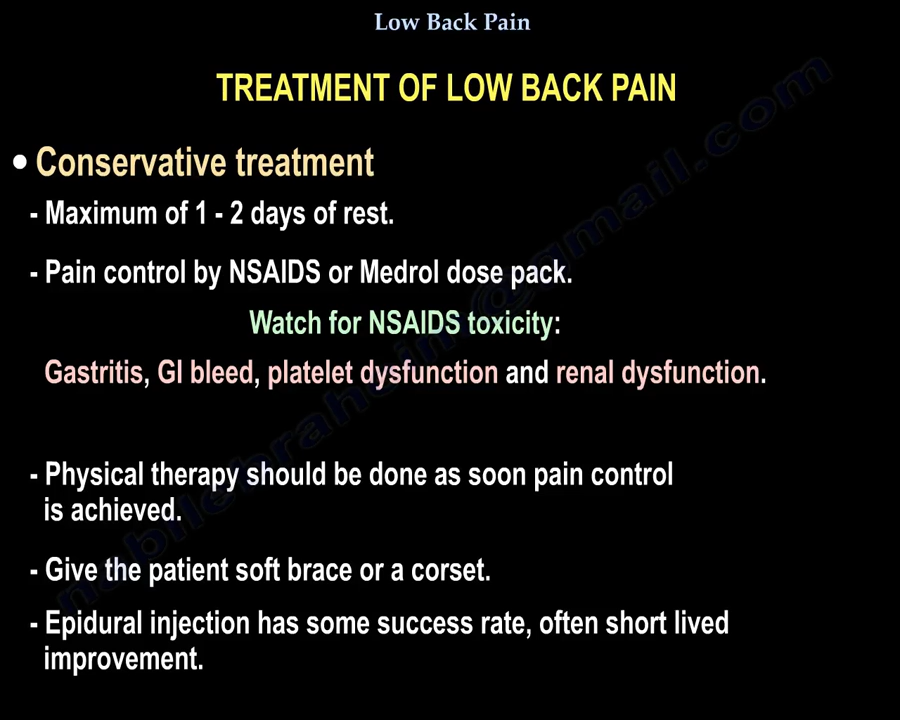 Low Back Pain
TREATMENT OF LOW BACK PAIN
• Conservative treatment
- Maximum of 1 - 2 days of rest.
- Pain control by NSAIDS or Medrol dose pack.
Watch for NSAIDS toxicity:
Gastritis, GI bleed, platelet dysfunction and renal dysfunction.
- Physical therapy should be done as soon pain control
is achieved.
- Give the patient soft brace or a corset.
- Epidural injection has some success rate, often short lived
improvement.